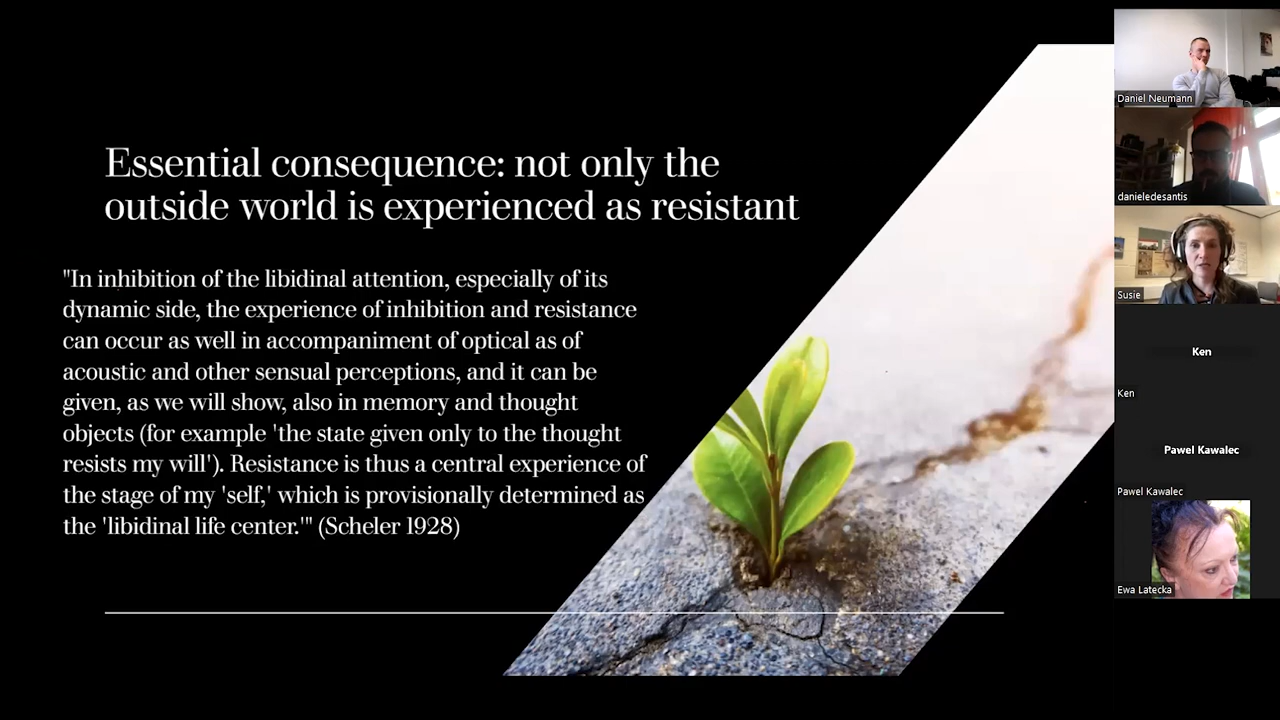 Essential consequence: not only the
outside world is experienced as resistant
"In inhibition of the libidinal attention, especially of its
dynamic side, the experience of inhibition and resistance
can occur as well in accompaniment of optical as of
acoustic and other sensual perceptions, and it can be
given, as we will show, also in memory and thought
objects (for example 'the state given only to the thought
resists my will'). Resistance is thus a central experience of
the stage of my 'self,' which is provisionally determined as
the 'libidinal life center.'" (Scheler 1928)
Daniel Neumann
danieledesantis
Susie
Ken
Ken
Pawel Kawalec
Pawel Kawalec
Ewa Latecka